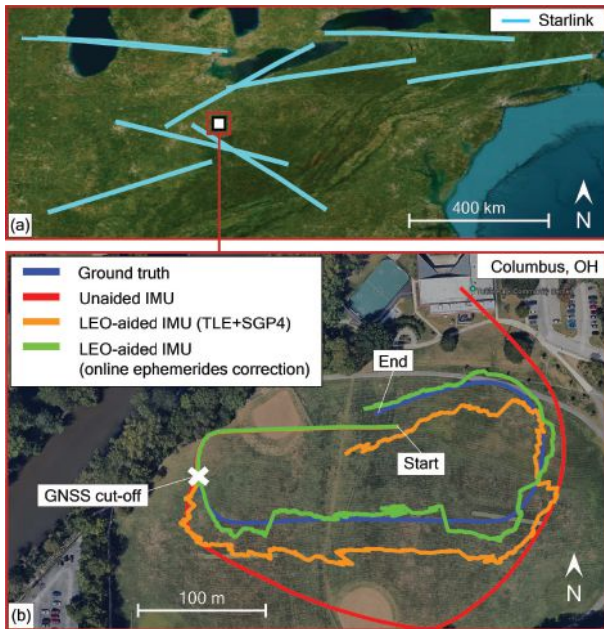 Starlink
400 km
N
(a)
Ground truth
Unaided IMU
LEO-aided IMU (TLE+SGP4)
LEO-aided IMU
(online ephemerides correction)
Columbus, OH
End
Start
GNSS cut-off
100 m
N
(b)